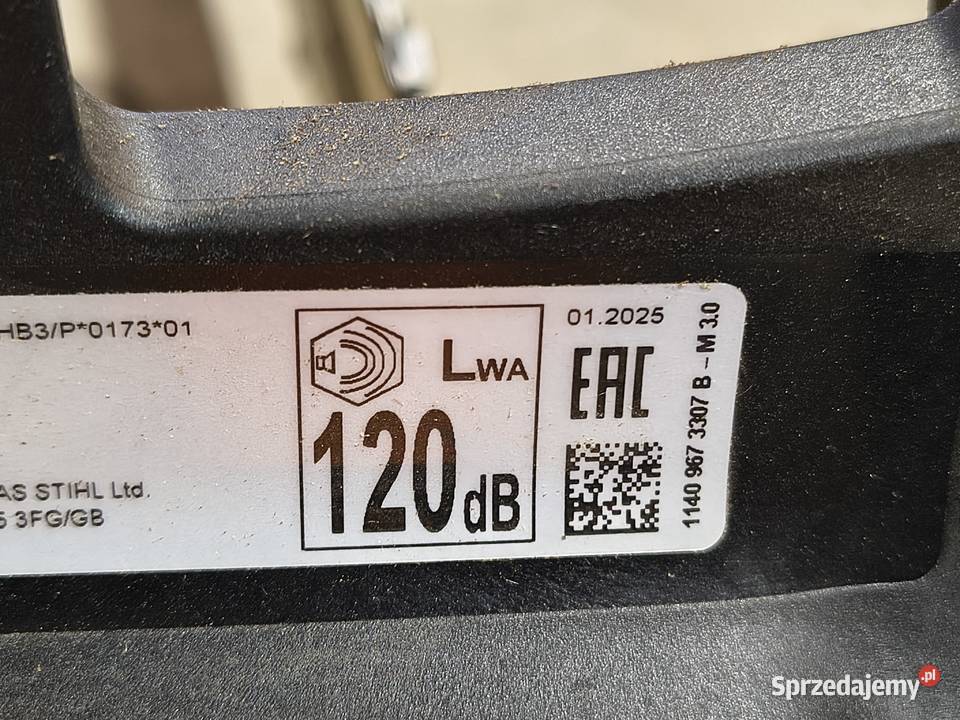 HB3/P*0173*01
AS STIHL Ltd.
6 3FG/GB
LWA
120dB
01.2025
EAC
1140 967 3307 B – M 3.0
Sprzedajemy.pl